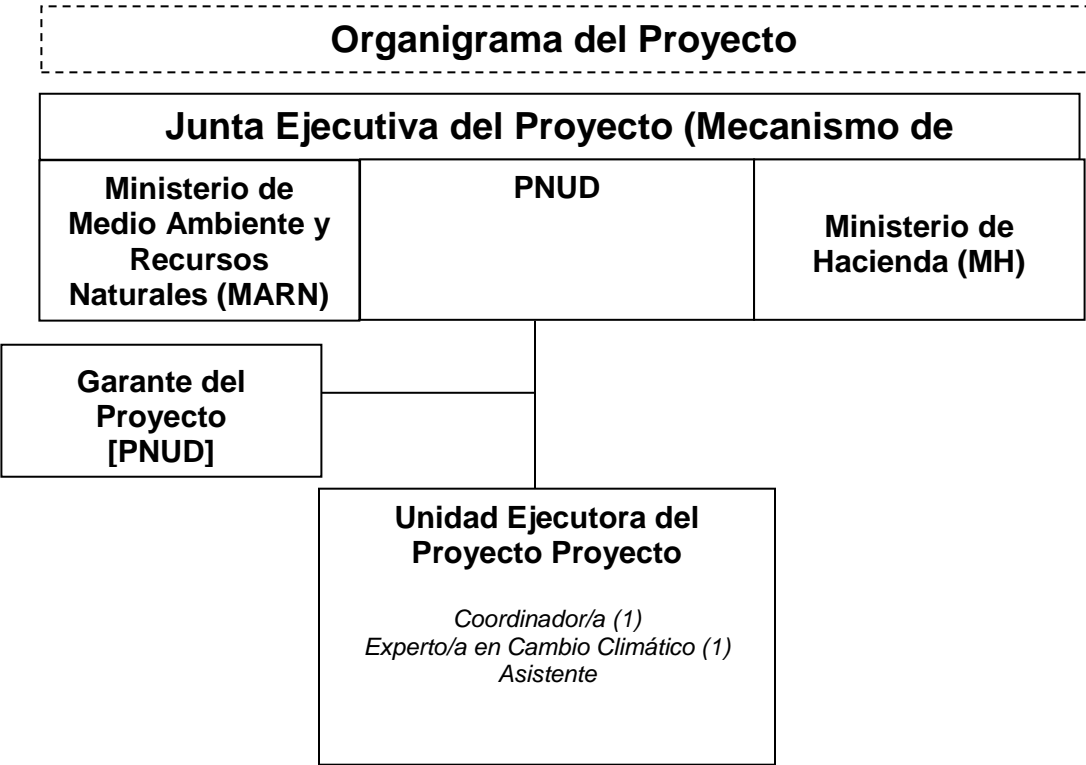 Organigrama del Proyecto
Junta Ejecutiva del Proyecto (Mecanismo de
Ministerio de
Medio Ambiente y
Recursos
Naturales (MARN)
PNUD
Ministerio de
Hacienda (MH)
Garante del
Proyecto
[PNUD]
Unidad Ejecutora del
Proyecto Proyecto
Coordinador/a (1)
Experto/a en Cambio Climático (1)
Asistente